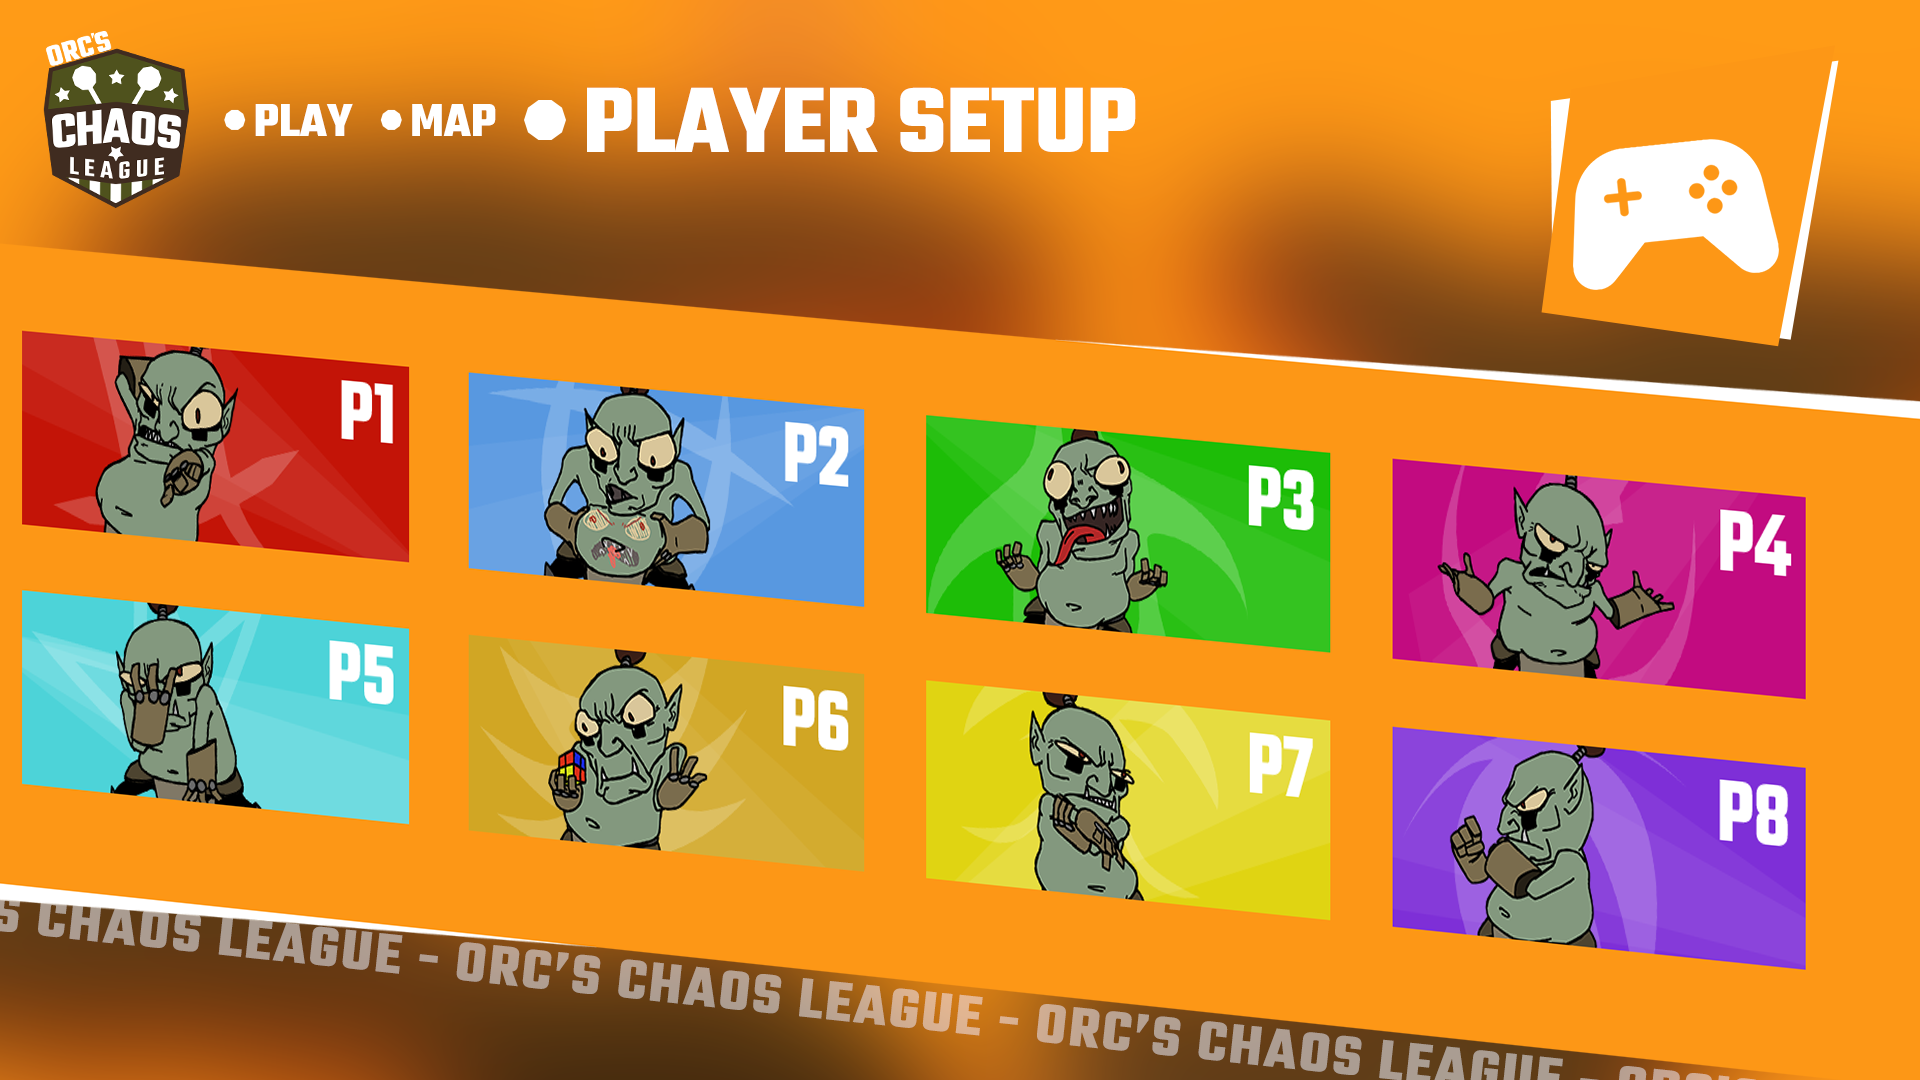 ORC'S
CHAOS
LEAGUE
PLAY
MAP
PLAYER SETUP
P1
P2
P3
P4
P5
P6
P7
P8
S CHAOS LEAGUE - ORC'S CHAOS LEAGUE - ORC'S CHAOS LEAGUE -